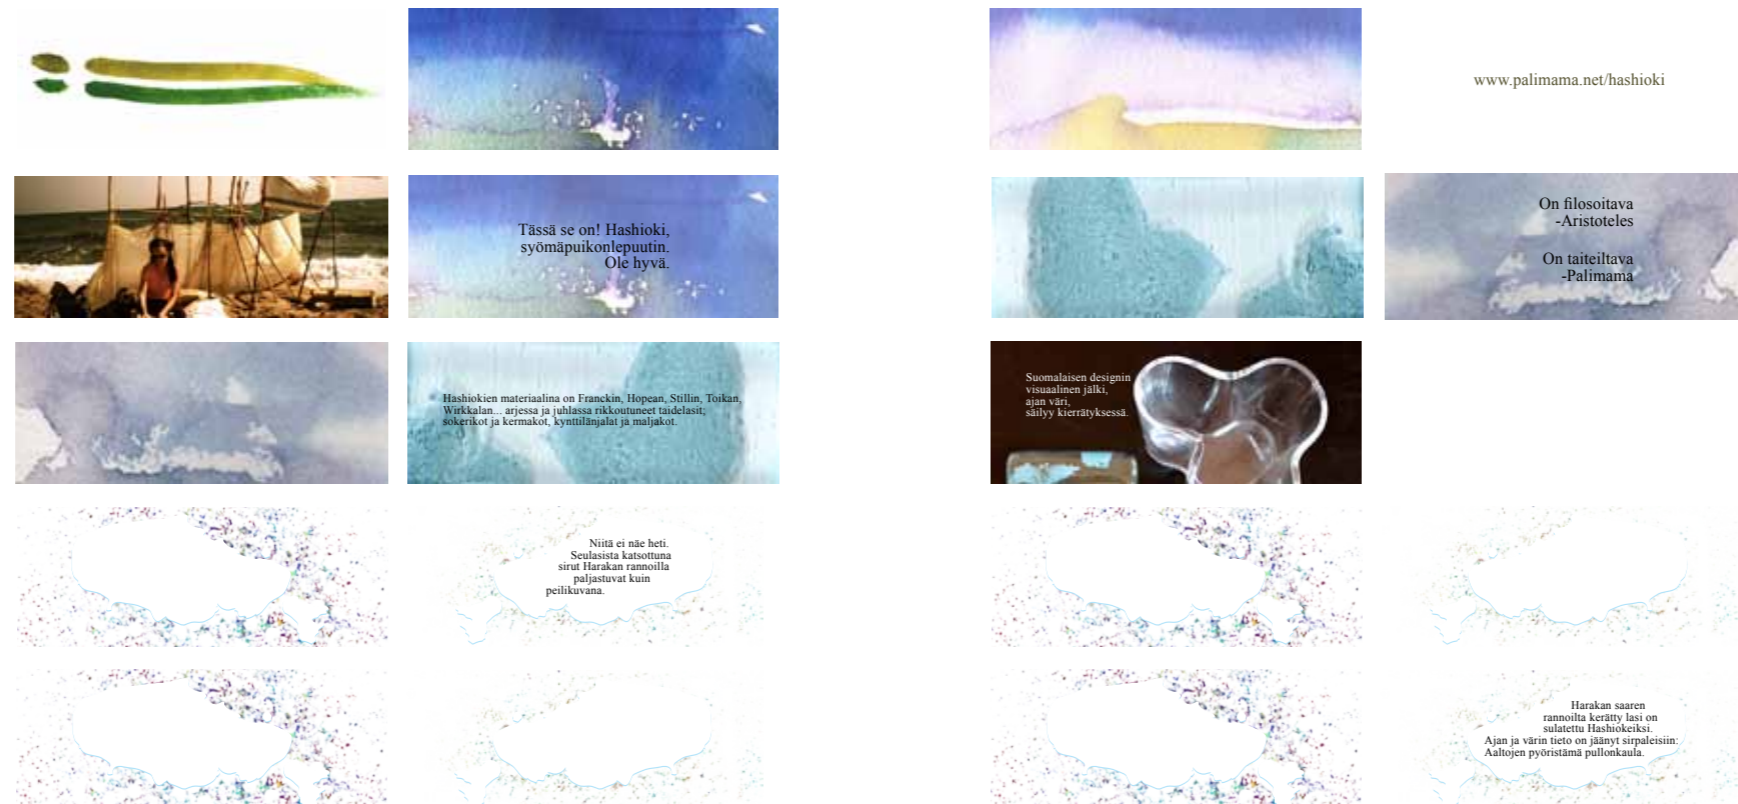 www.palimama.net/hashioki
Tässä se on! Hashioki,
syömäpuikonlepuutin.
Ole hyvä.
On filosoitava
-Aristoteles
On taiteiltava
-Palimama
Hashiokien materiaalina on Franckin, Hopean, Stillin, Toikan,
Wirkkalan... arjessa ja juhlassa rikkoutuneet taidelasit;
sokerikot ja kermakot, kynttilänjalat ja maljakot.
Suomalaisen designin
visuaalinen jälki,
ajan väri,
säilyy kierrätyksessä.
Niitä ei näe heti.
Seulasista katsottuna
sirut Harakan rannoilla
paljastuvat kuin
peilikuvana.
Harakan saaren
rannoilta kerätty lasi on
sulatettu Hashiokeiksi.
Ajan ja värin tieto on jäänyt sirpaleisiin:
Aaltojen pyöristämä pullonkaula.